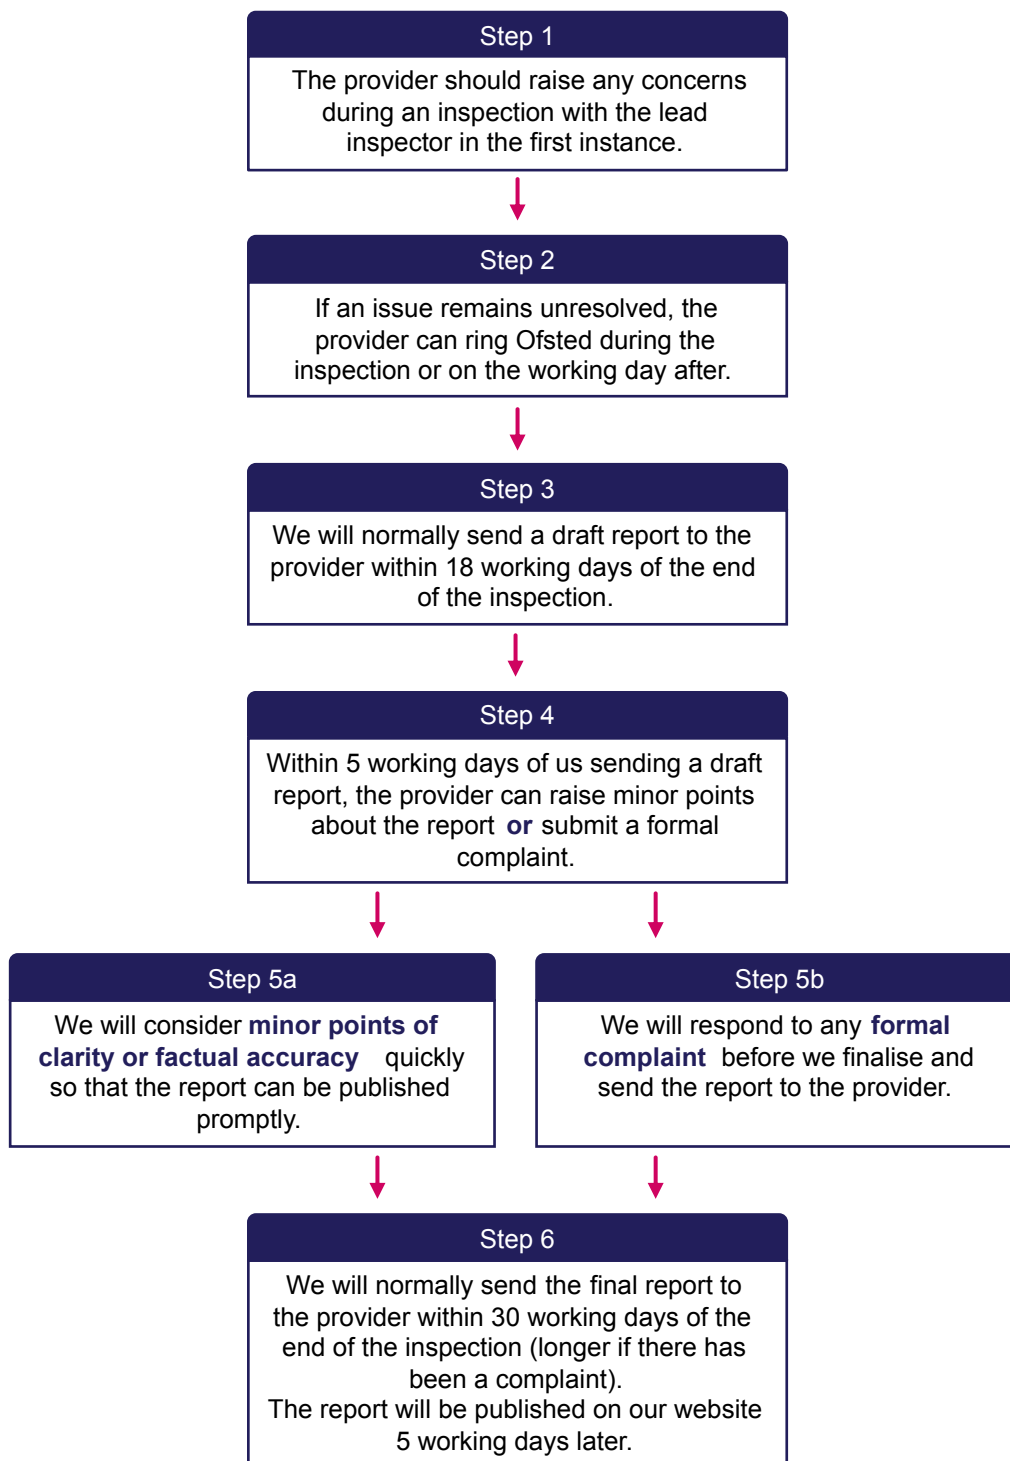 Step 1
The provider should raise any concerns
during an inspection with the lead
inspector in the first instance.
Step 2
If an issue remains unresolved, the
provider can ring Ofsted during the
inspection or on the working day after.
Step 3
We will normally send a draft report to the
provider within 18 working days of the end
of the inspection.
Step 4
Within 5 working days of us sending a draft
report, the provider can raise minor points
about the report or submit a formal
complaint.
Step 5a
We will consider minor points of
clarity or factual accuracy quickly
so that the report can be published
promptly.
Step 5b
We will respond to any formal
complaint before we finalise and
send the report to the provider.
Step 6
We will normally send the final report to
the provider within 30 working days of the
end of the inspection (longer if there has
been a complaint).
The report will be published on our website
5 working days later.